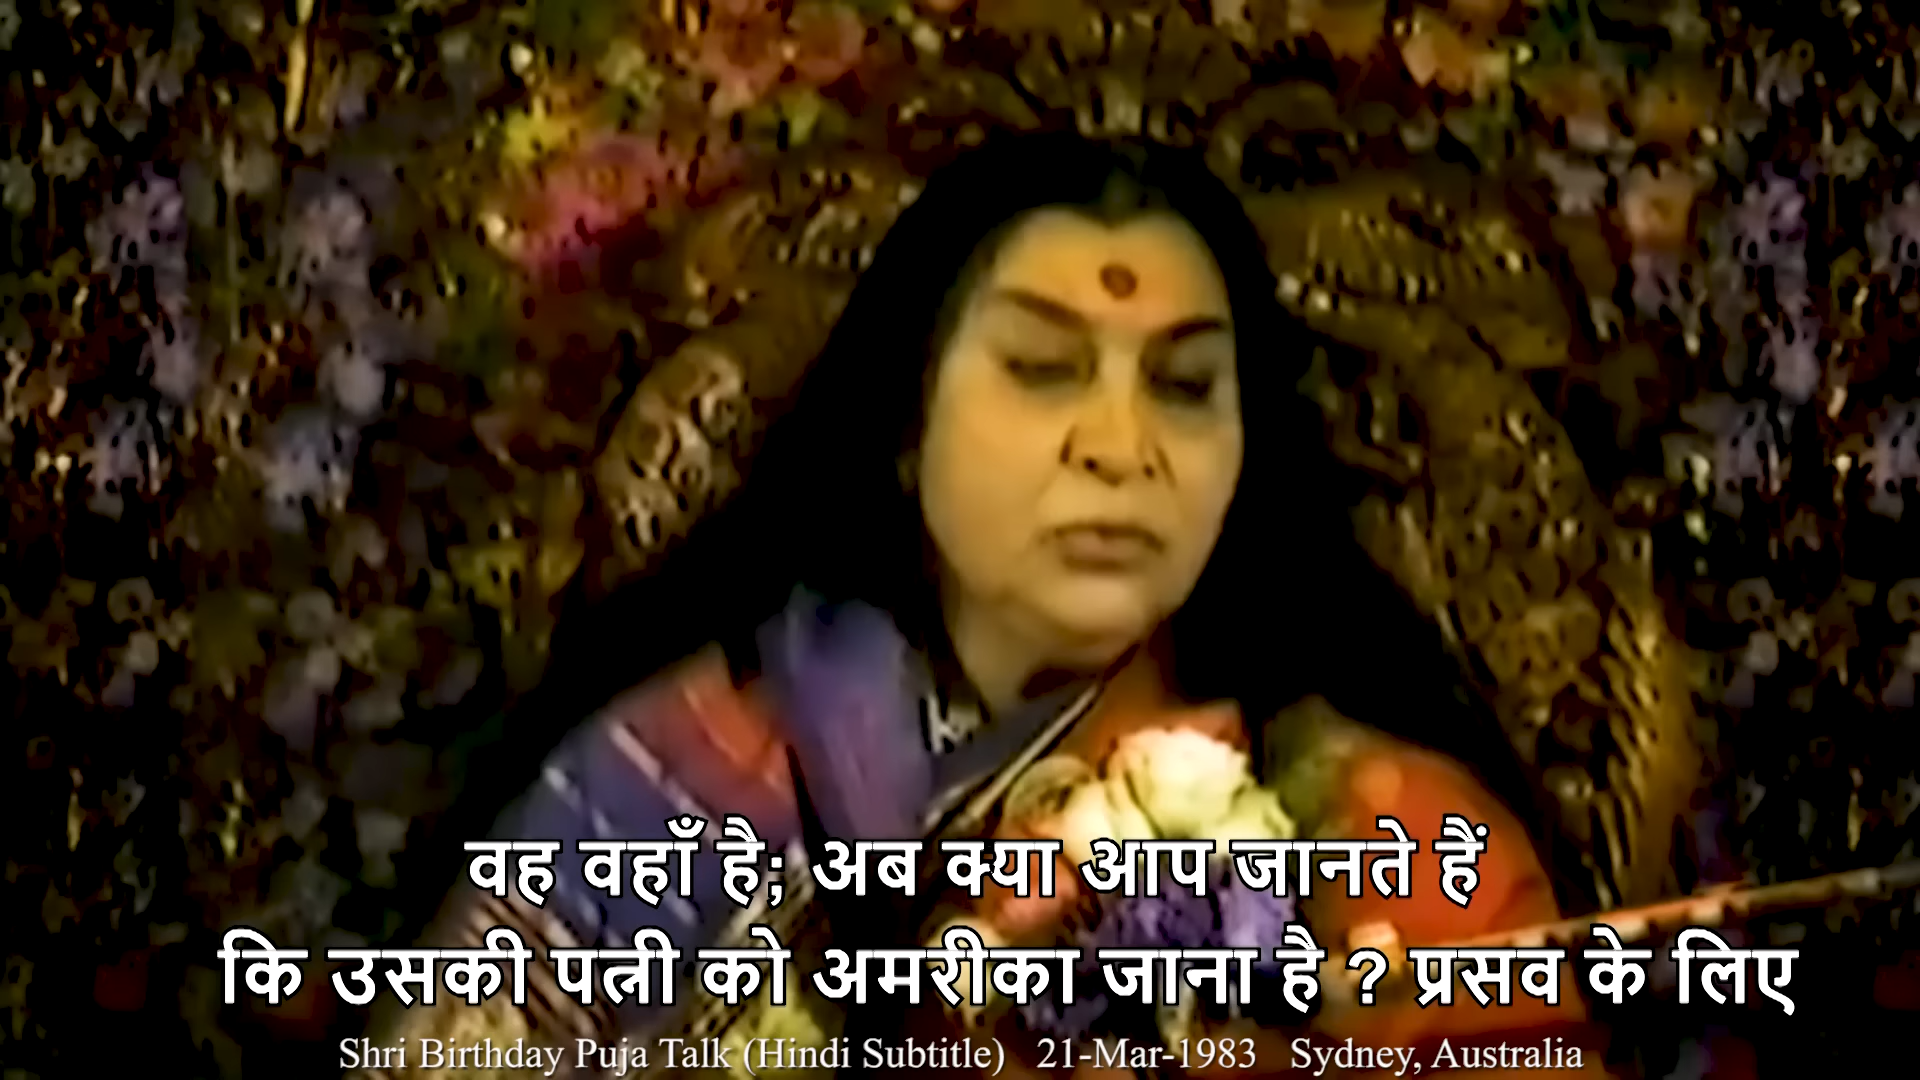 वह वहाँ है; अब क्या आप जानते हैं
कि उसकी पत्नी को अमरीका जाना है ? प्रसव के लिए
Shri Birthday Puja Talk (Hindi Subtitle) 21-Mar-1983 Sydney, Australia